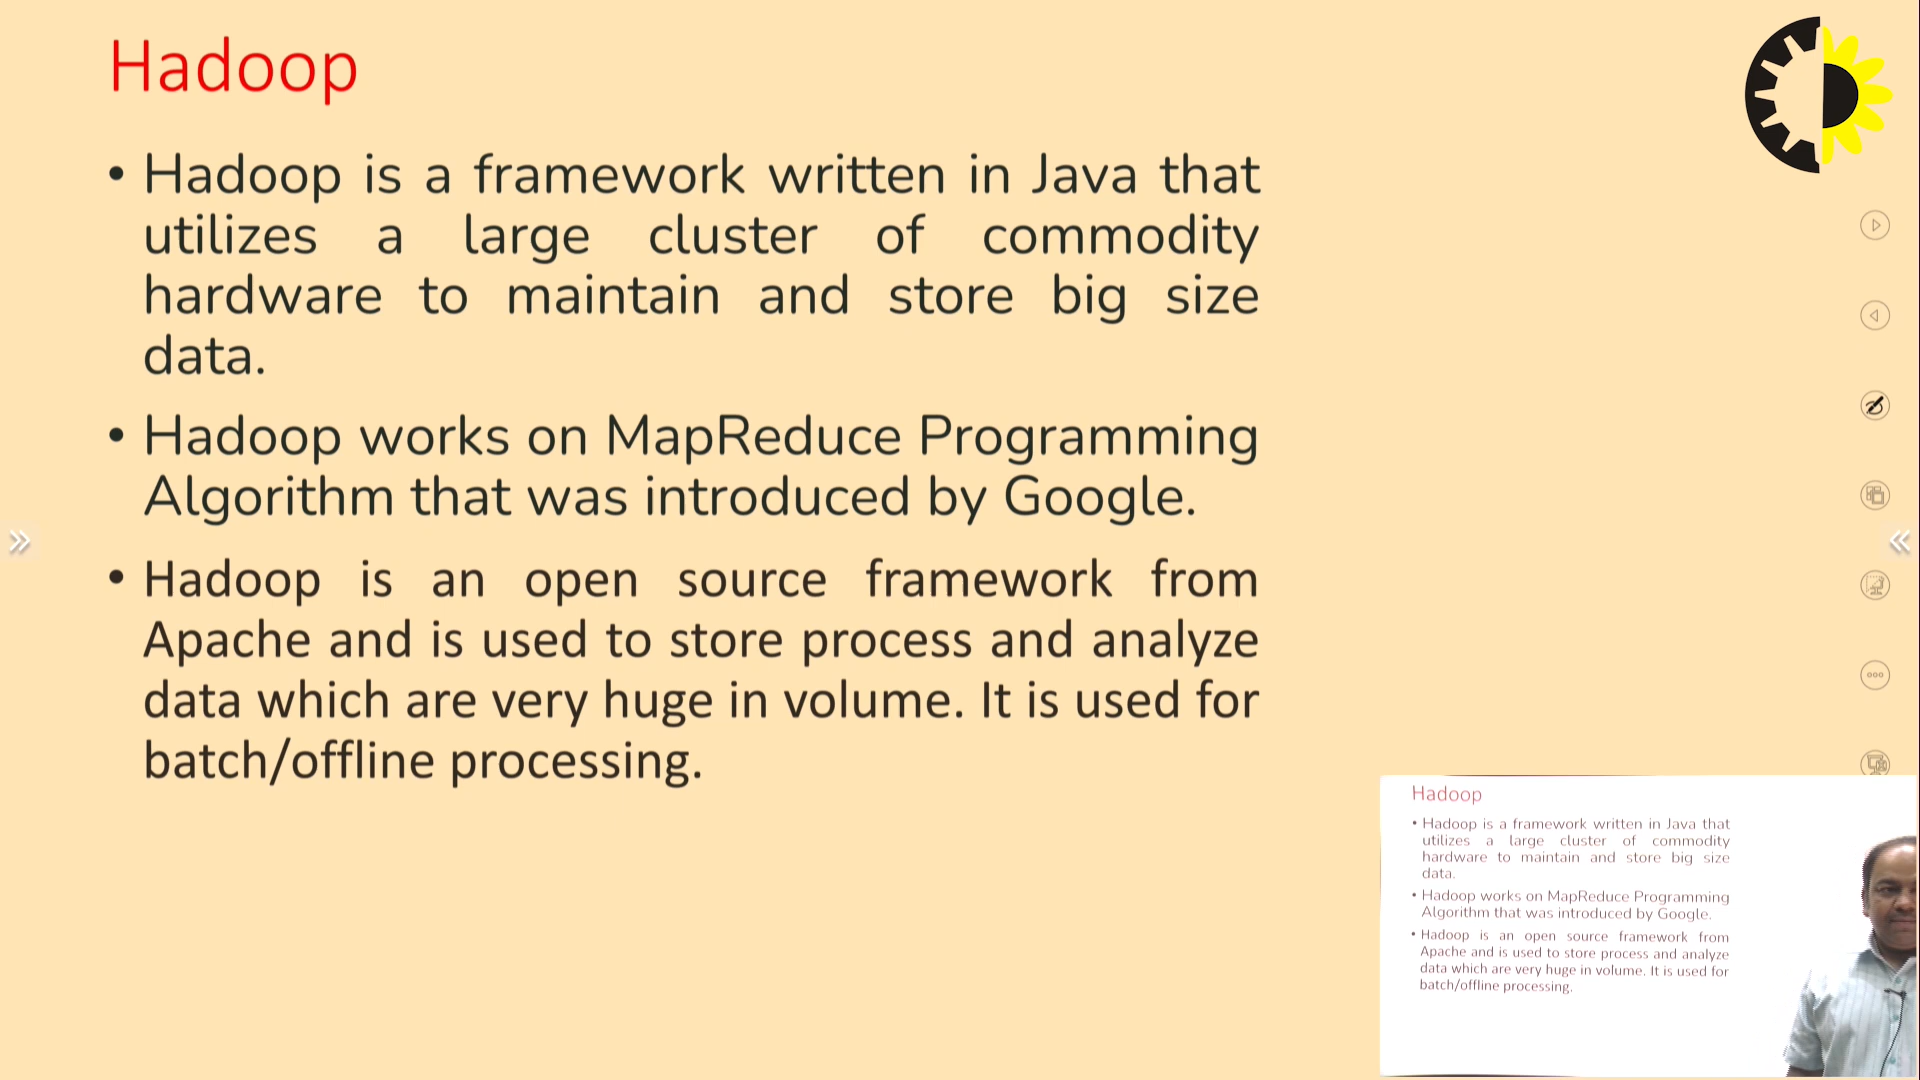 Hadoop
• Hadoop is a framework written in Java that
utilizes a large cluster of commodity
hardware to maintain and store big size
data.
• Hadoop works on MapReduce Programming
Algorithm that was introduced by Google.
• Hadoop is an open source framework from
Apache and is used to store process and analyze
data which are very huge in volume. It is used for
batch/offline processing.
Hadoop
• Hadoop is a framework written in Java that
utilizes a large cluster of commodity
hardware to maintain and store big size
data.
• Hadoop works on MapReduce Programming
Algorithm that was introduced by Google.
• Hadoop is an open source framework from
Apache and is used to store process and analyze
data which are very huge in volume. It is used for
batch/offline processing.